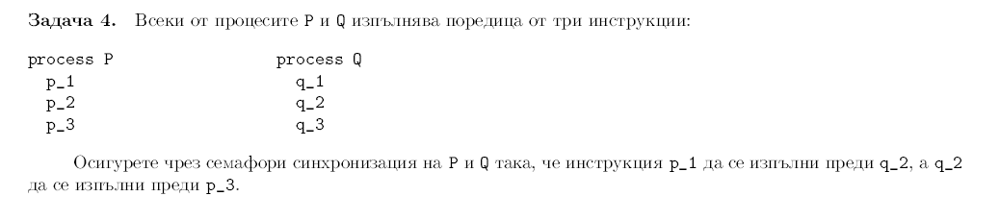 Задача 4. Всеки от процесите P и Q изпълнява поредица от три инструкции:
process P process Q
p_1 q_1
p_2 q_2
p_3 q_3
Осигурете чрез семафори синхронизация на P и Q така, че инструкция p_1 да се изпълни преди q_2, а q_2
да се изпълни преди p_3.